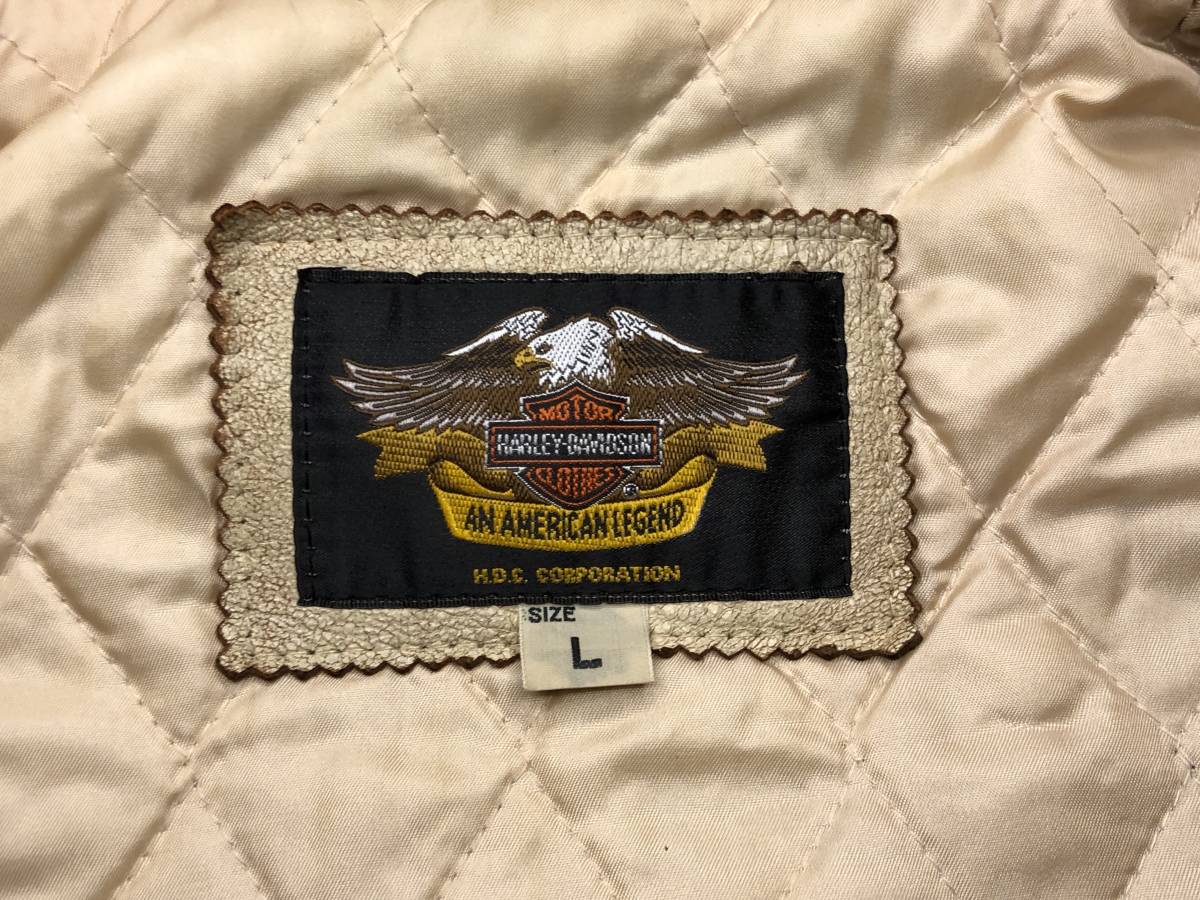 MOTOR
HARLEY-DAVIDSON
CLOTHES
®
AN AMERICAN LEGEND
H.D.C. CORPORATION
SIZE
L